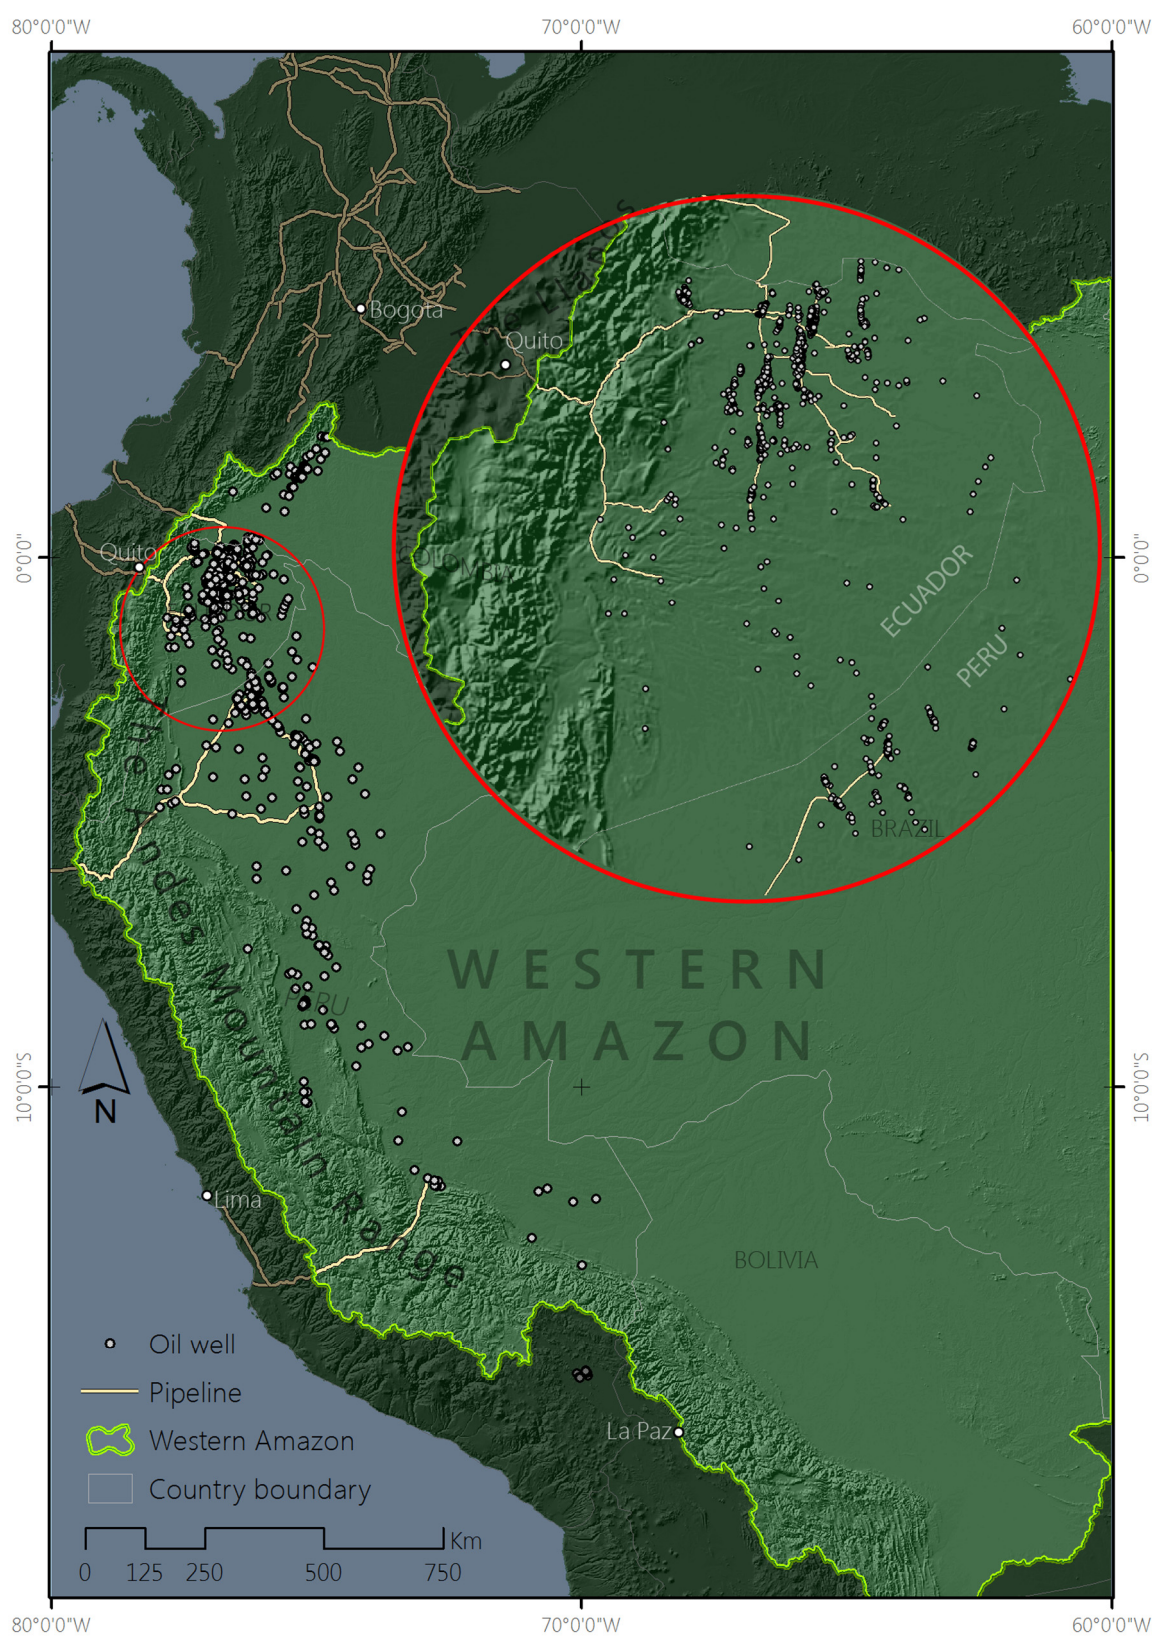 80°0'0"W 70°0'0"W 60°0'0"W
Bogota
Quito
Quito
0°0'0"
0°0'0"
ECUADOR
PERU
BRAZIL
The Andes Mountain Range
WESTERN
AMAZON
PERU
10°0'0"S
10°0'0"S
N
Lima
BOLIVIA
La Paz
Oil well
Pipeline
Western Amazon
Country boundary
Km
0 125 250 500 750
80°0'0"W 70°0'0"W 60°0'0"W